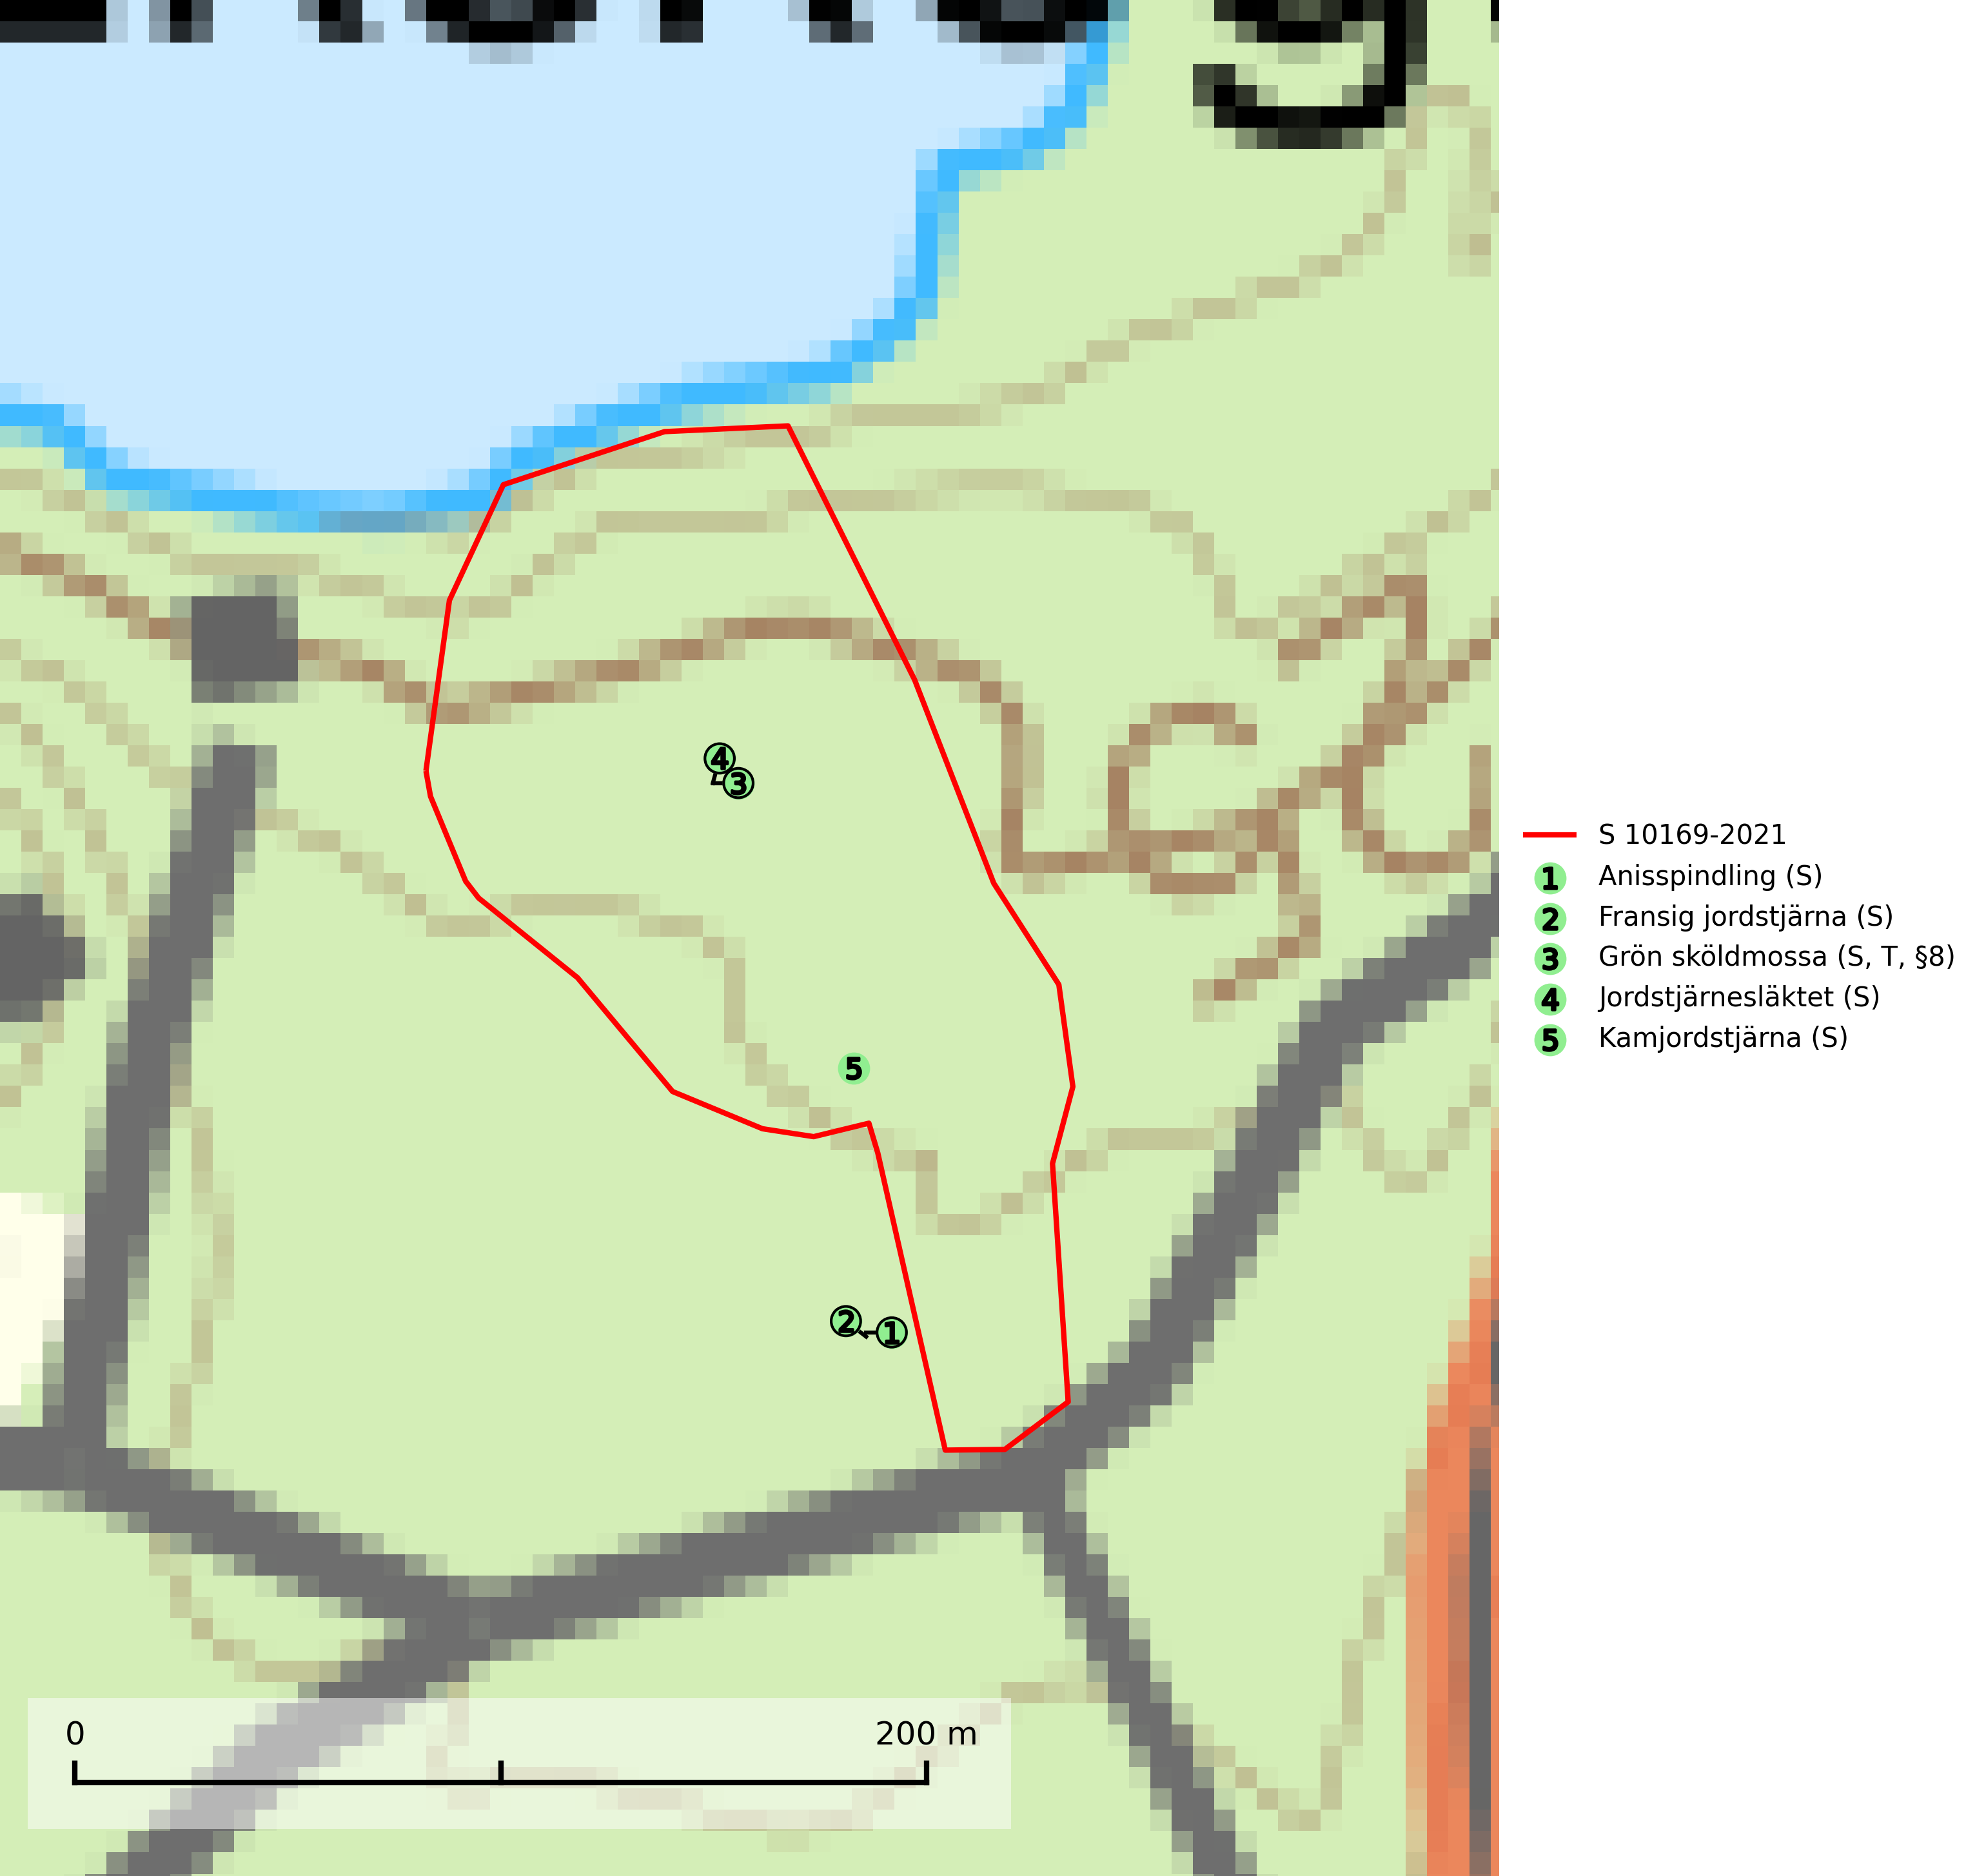 4
3
5
2
1
S 10169-2021
1 Anisspindling (S)
2 Fransig jordstjärna (S)
3 Grön sköldmossa (S, T, §8)
4 Jordstjärnesläktet (S)
5 Kamjordstjärna (S)
0 200 m